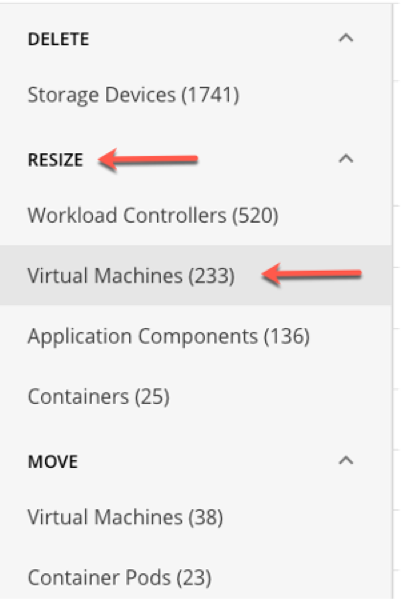 DELETE
Storage Devices (1741)
RESIZE
Workload Controllers (520)
Virtual Machines (233)
Application Components (136)
Containers (25)
MOVE
Virtual Machines (38)
Container Pods (23)